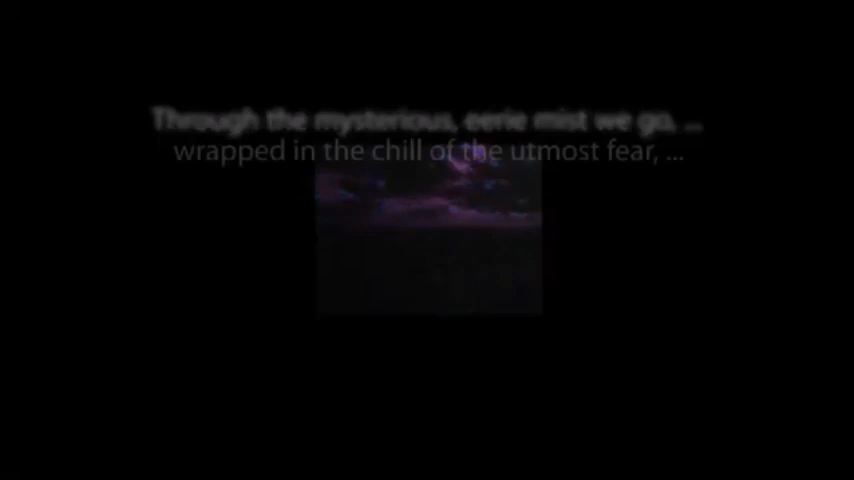 Through the mysterious, eerie mist we go, ...
wrapped in the chill of the utmost fear, ...